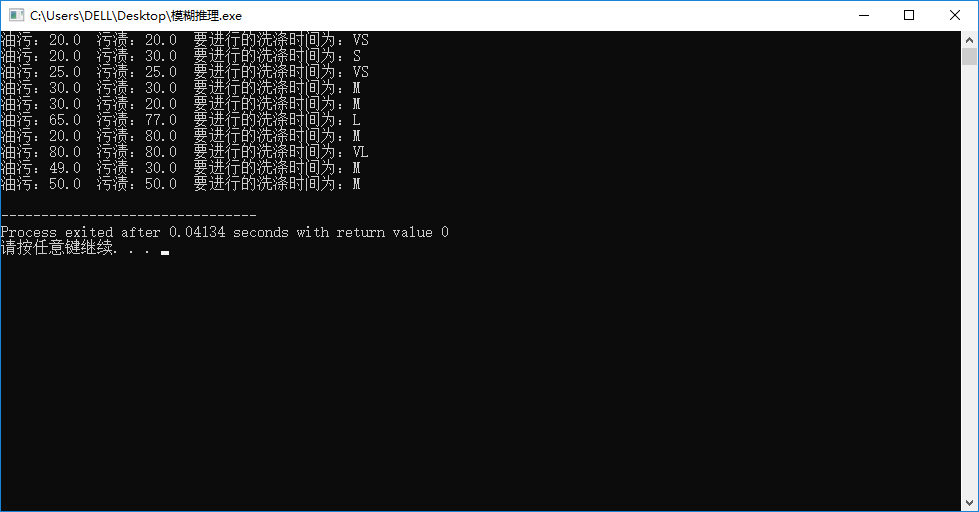 C:\Users\DELL\Desktop\模糊推理.exe
油污：20.0  污渍：20.0  要进行的洗涤时间为：VS
油污：20.0  污渍：30.0  要进行的洗涤时间为：S
油污：25.0  污渍：25.0  要进行的洗涤时间为：VS
油污：30.0  污渍：30.0  要进行的洗涤时间为：M
油污：30.0  污渍：20.0  要进行的洗涤时间为：M
油污：65.0  污渍：77.0  要进行的洗涤时间为：L
油污：20.0  污渍：80.0  要进行的洗涤时间为：M
油污：80.0  污渍：80.0  要进行的洗涤时间为：VL
油污：49.0  污渍：30.0  要进行的洗涤时间为：M
油污：50.0  污渍：50.0  要进行的洗涤时间为：M
--------------------------------
Process exited after 0.04134 seconds with return value 0
请按任意键继续. . .